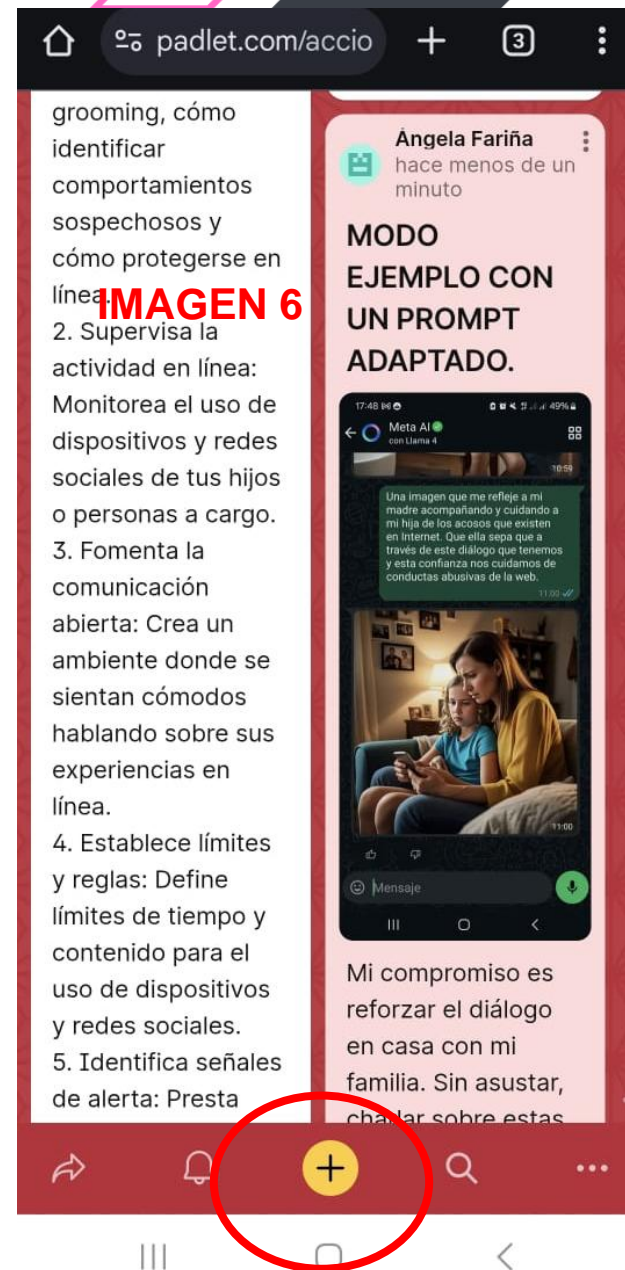 padlet.com/accio
3
grooming, cómo
identificar
comportamientos
sospechosos y
cómo protegerse en
línea.
IMAGEN 6
2. Supervisa la
actividad en línea:
Monitorea el uso de
dispositivos y redes
sociales de tus hijos
o personas a cargo.
3. Fomenta la
comunicación
abierta: Crea un
ambiente donde se
sientan cómodos
hablando sobre sus
experiencias en
línea.
4. Establece límites
y reglas: Define
límites de tiempo y
contenido para el
uso de dispositivos
y redes sociales.
5. Identifica señales
de alerta: Presta
Ángela Fariña
hace menos de un
minuto
MODO
EJEMPLO CON
UN PROMPT
ADAPTADO.
17:48
49%
Meta AI
con Llama 4
10:59
Una imagen que me refleje a mi
madre acompañando y cuidando a
mi hija de los acosos que existen
en Internet. Que ella sepa que a
través de este diálogo que tenemos
y esta confianza nos cuidamos de
conductas abusivas de la web.
11:00
11:00
Mensaje
Mi compromiso es
reforzar el diálogo
en casa con mi
familia. Sin asustar,
charlar sobre estas